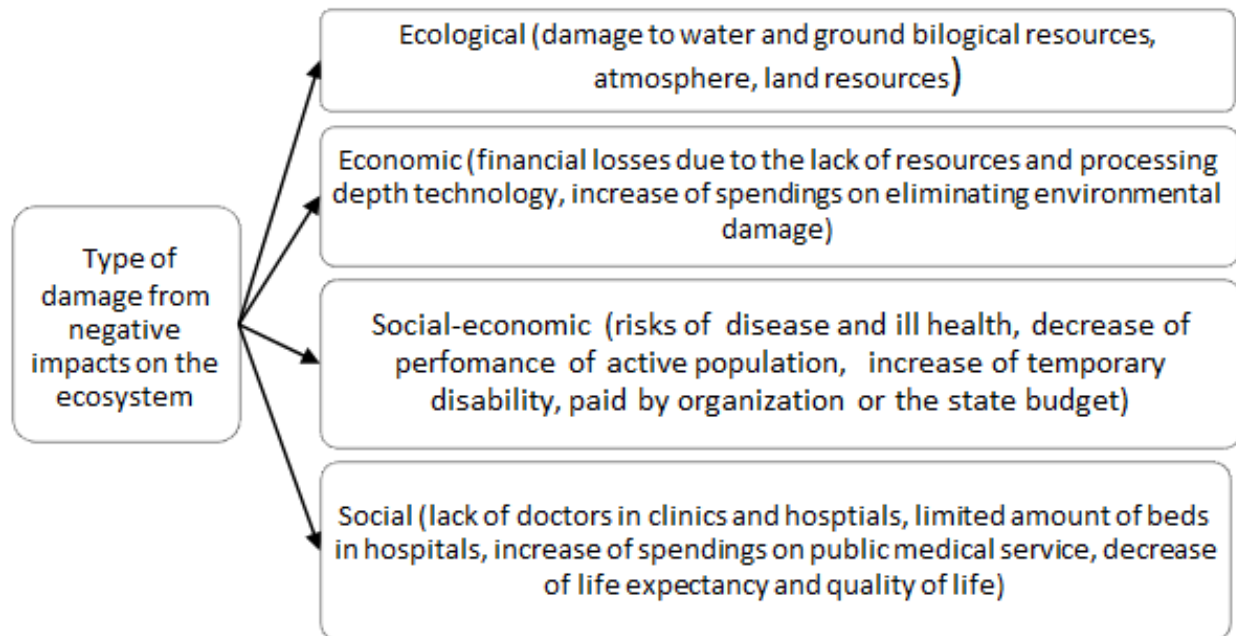 Ecological (damage to water and ground bilogical resources,
atmosphere, land resources)
Economic (financial losses due to the lack of resources and processing
depth technology, increase of spendings on eliminating environmental
damage)
Type of
damage from
negative
impacts on the
ecosystem
Social-economic (risks of disease and ill health, decrease of
perfomance of active population, increase of temporary
disability, paid by organization or the state budget)
Social (lack of doctors in clinics and hosptials, limited amount of beds
in hospitals, increase of spendings on public medical service, decrease
of life expectancy and quality of life)